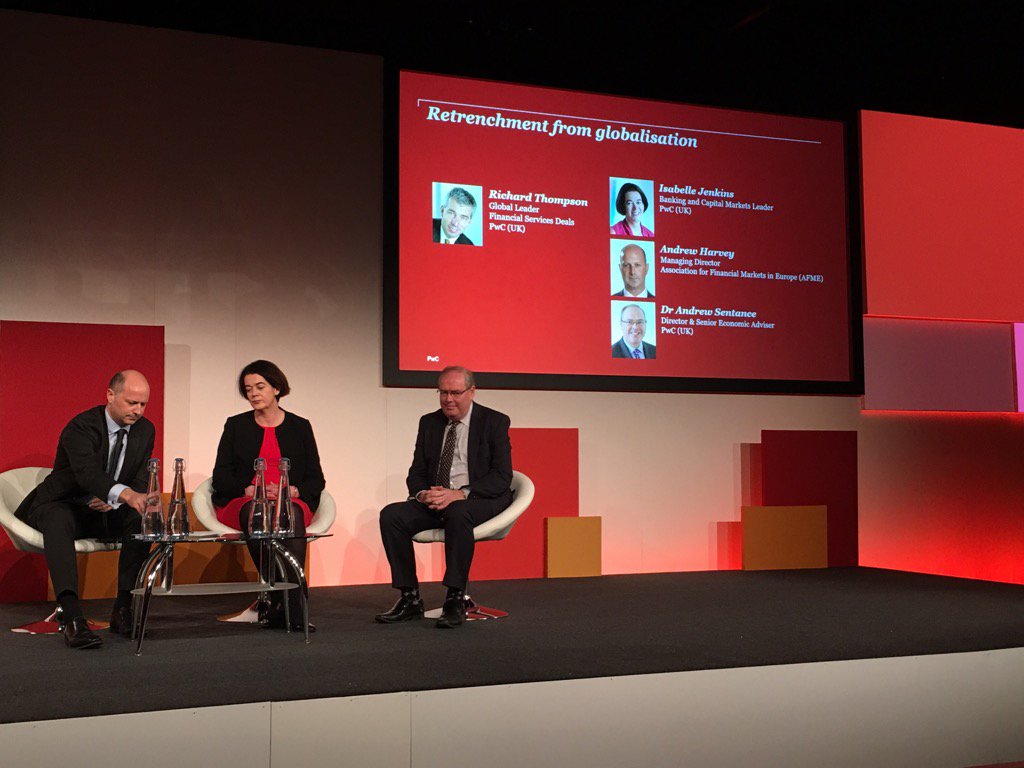 Retrenchment from globalisation
Richard Thompson
Global Leader
Financial Services Deals
PwC (UK)
Isabelle Jenkins
Banking and Capital Markets Leader
PwC (UK)
Andrew Harvey
Managing Director
Association for Financial Markets in Europe (AFME)
Dr Andrew Sentance
Director & Senior Economic Adviser
PwC (UK)
PwC